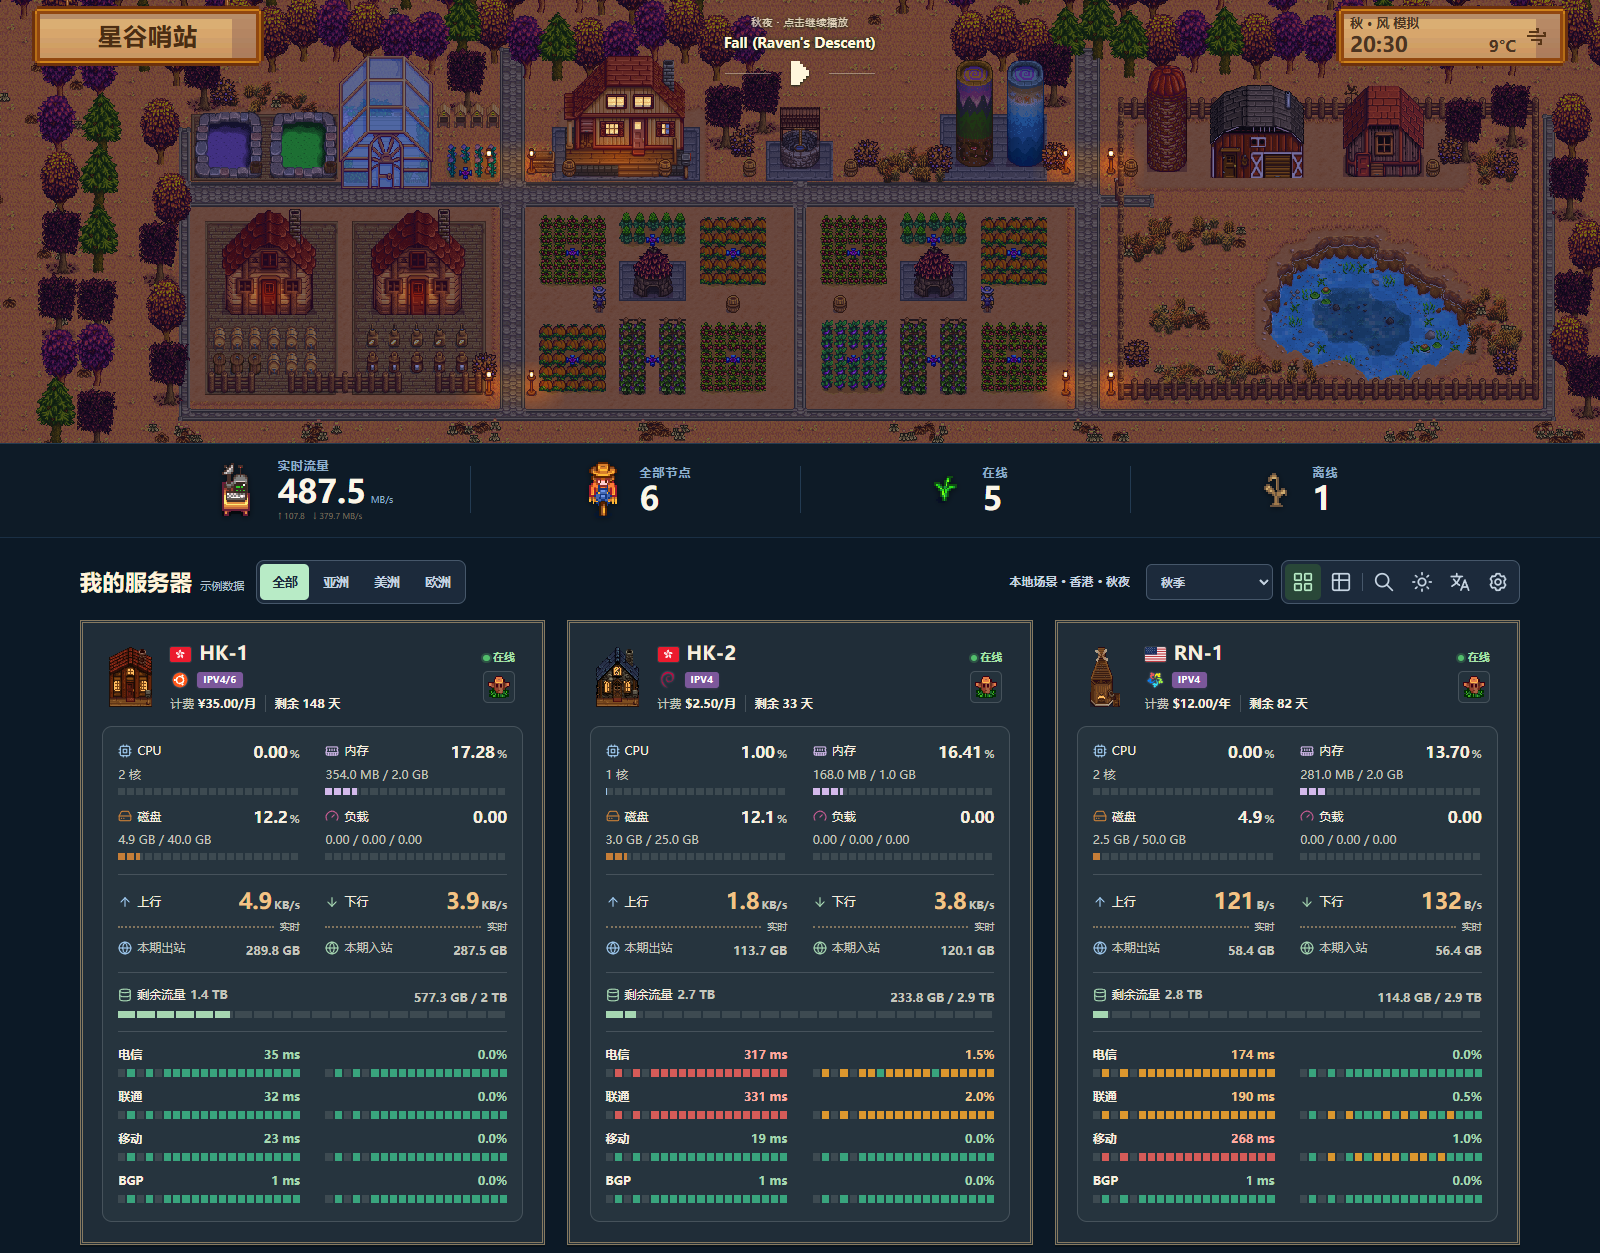 星谷哨站
秋夜 · 点击继续播放
Fall (Raven's Descent)
秋 • 风 模拟
20:30
9°C
实时流量
487.5 MB/s
↑ 107.8 ↓ 379.7 MB/s
全部节点
6
在线
5
离线
1
我的服务器 示例数据
全部 亚洲 美洲 欧洲
本地场景 • 香港 • 秋夜
秋季
HK-1
在线
IPV4/6
计费 ¥35.00/月 剩余 148 天
CPU 0.00 %
2 核
内存 17.28 %
354.0 MB / 2.0 GB
磁盘 12.2 %
4.9 GB / 40.0 GB
负载 0.00
0.00 / 0.00 / 0.00
上行 4.9 KB/s
下行 3.9 KB/s
实时
实时
本期出站 289.8 GB
本期入站 287.5 GB
剩余流量 1.4 TB 577.3 GB / 2 TB
电信 35 ms 0.0%
联通 32 ms 0.0%
移动 23 ms 0.0%
BGP 1 ms 0.0%
HK-2
在线
IPV4
计费 $2.50/月 剩余 33 天
CPU 1.00 %
1 核
内存 16.41 %
168.0 MB / 1.0 GB
磁盘 12.1 %
3.0 GB / 25.0 GB
负载 0.00
0.00 / 0.00 / 0.00
上行 1.8 KB/s
下行 3.8 KB/s
实时
实时
本期出站 113.7 GB
本期入站 120.1 GB
剩余流量 2.7 TB 233.8 GB / 2.9 TB
电信 317 ms 1.5%
联通 331 ms 2.0%
移动 19 ms 0.0%
BGP 1 ms 0.0%
RN-1
在线
IPV4
计费 $12.00/年 剩余 82 天
CPU 0.00 %
2 核
内存 13.70 %
281.0 MB / 2.0 GB
磁盘 4.9 %
2.5 GB / 50.0 GB
负载 0.00
0.00 / 0.00 / 0.00
上行 121 B/s
下行 132 B/s
实时
实时
本期出站 58.4 GB
本期入站 56.4 GB
剩余流量 2.8 TB 114.8 GB / 2.9 TB
电信 174 ms 0.0%
联通 190 ms 0.5%
移动 268 ms 1.0%
BGP 1 ms 0.0%